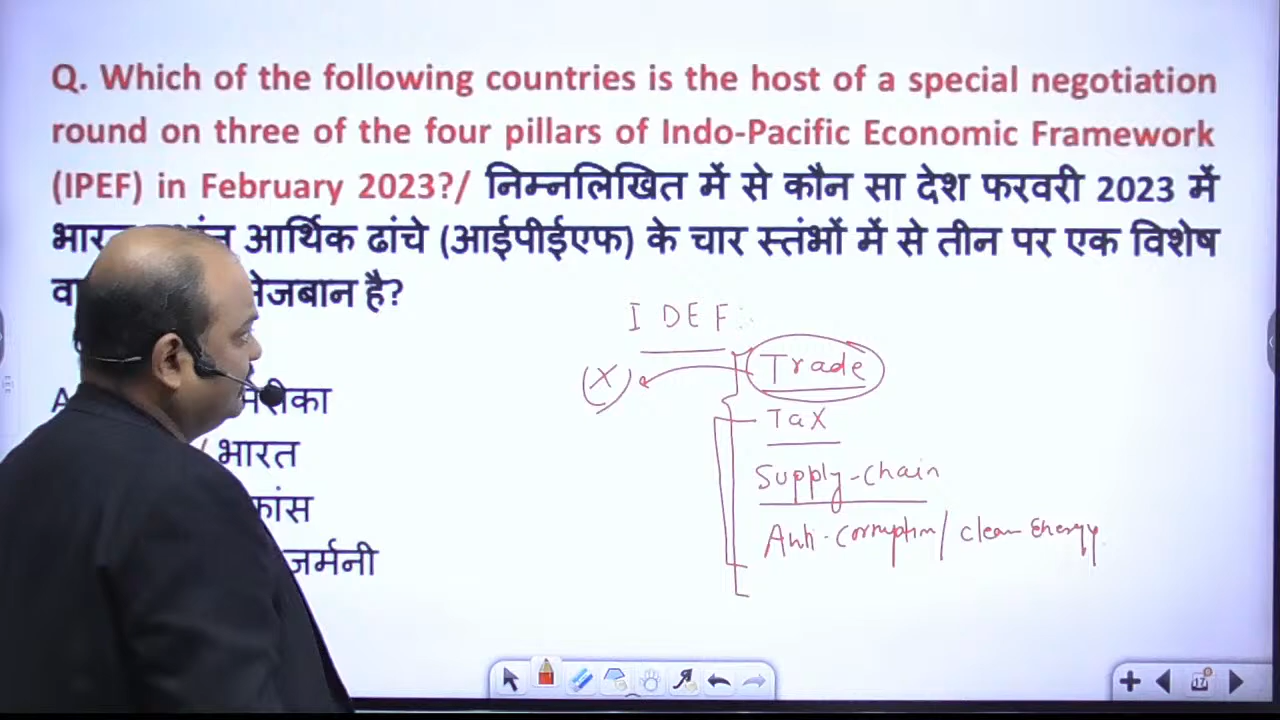 Q. Which of the following countries is the host of a special negotiation
round on three of the four pillars of Indo-Pacific Economic Framework
(IPEF) in February 2023?/ निम्नलिखित में से कौन सा देश फरवरी 2023 में
आर्थिक ढांचे (आईपीईएफ) के चार स्तंभों में से तीन पर एक विशेष
है?
I D E F :
(X) Trade
Tax
Supply-chain
Anti-corruption/ clean Energy
/ भारत
जर्मनी
17